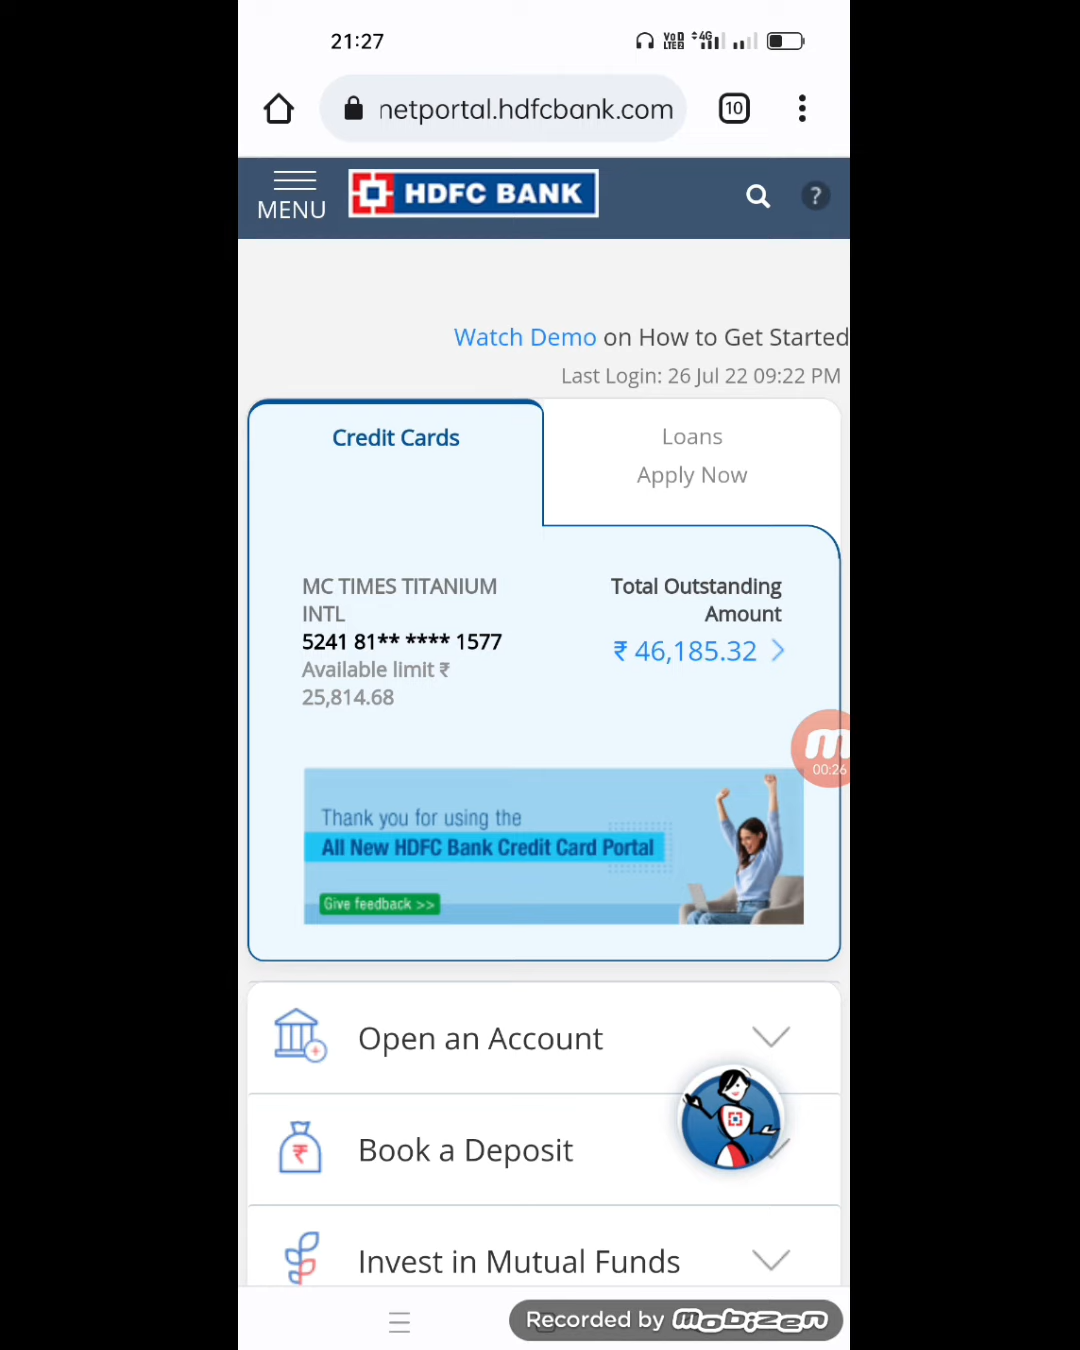 21:27
VoD LTE2 4G
netportal.hdfcbank.com
10
MENU
HDFC BANK
?
Watch Demo on How to Get Started
Last Login: 26 Jul 22 09:22 PM
Credit Cards
Loans
Apply Now
MC TIMES TITANIUM
INTL
5241 81** **** 1577
Available limit ₹
25,814.68
Total Outstanding
Amount
₹ 46,185.32 >
00:26
Thank you for using the
All New HDFC Bank Credit Card Portal
Give feedback >>
Open an Account
Book a Deposit
Invest in Mutual Funds
Recorded by mobizen